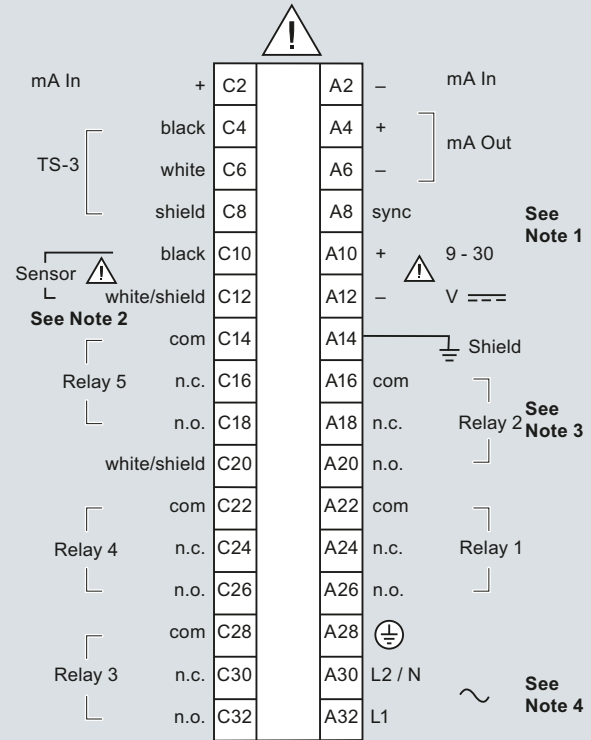 mA In + C2 A2 – mA In
black C4 A4 + mA Out
TS-3 white C6 A6 –
shield C8 A8 sync See Note 1
black C10 A10 + 9 - 30
Sensor white/shield C12 A12 – V
See Note 2
com C14 A14 Shield
Relay 5 n.c. C16 A16 com
n.o. C18 A18 n.c. Relay 2 See Note 3
white/shield C20 A20 n.o.
com C22 A22 com
Relay 4 n.c. C24 A24 n.c. Relay 1
n.o. C26 A26 n.o.
com C28 A28
Relay 3 n.c. C30 A30 L2 / N
n.o. C32 A32 L1 See Note 4